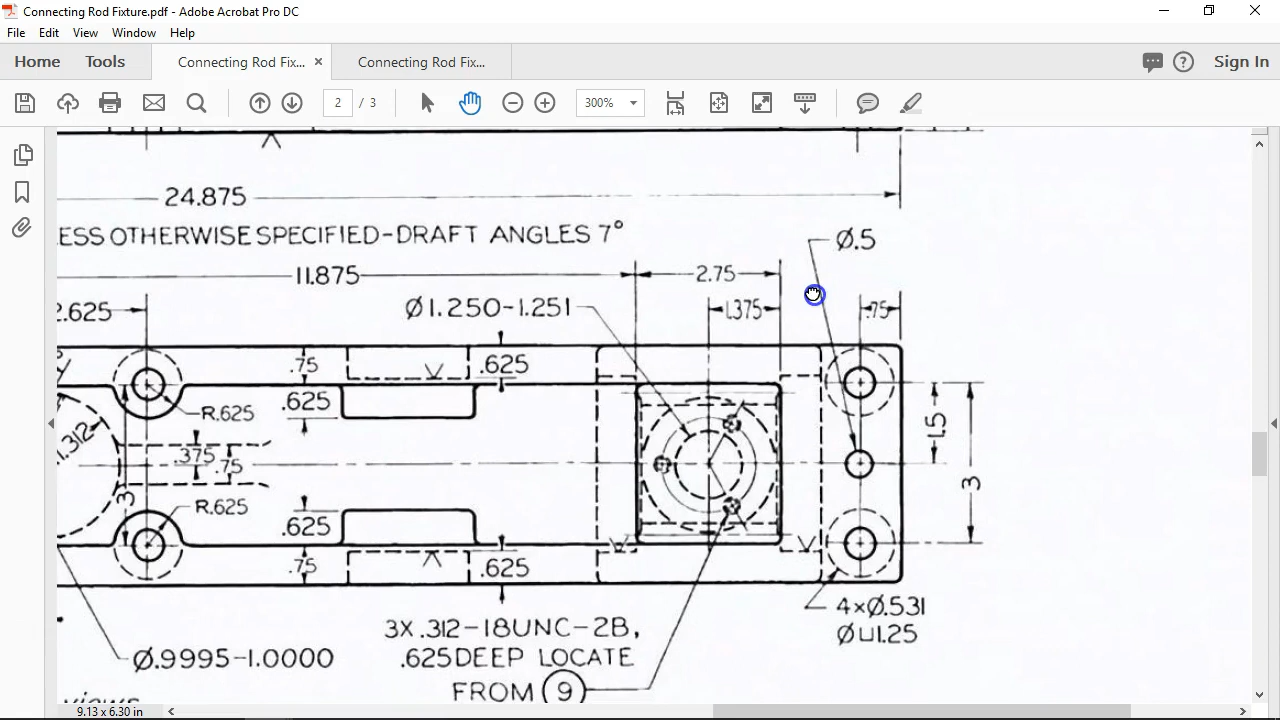 Connecting Rod Fixture.pdf - Adobe Acrobat Pro DC
File Edit View Window Help
Home Tools Connecting Rod Fix... × Connecting Rod Fix... Sign In
2 / 3 300%
24.875
ESS OTHERWISE SPECIFIED-DRAFT ANGLES 7°
Ø.5
11.875 2.75
2.625 Ø1.250-1.251 1.375 .75
.75 .625
.625
R.625
1.312
.375 .75
1.5
3
3
R.625
.625
.75 .625
4×Ø.531
Ø⌴1.25
3X .312-18UNC-2B,
.625 DEEP LOCATE
FROM 9
Ø.9995-1.0000
views
9.13 x 6.30 in